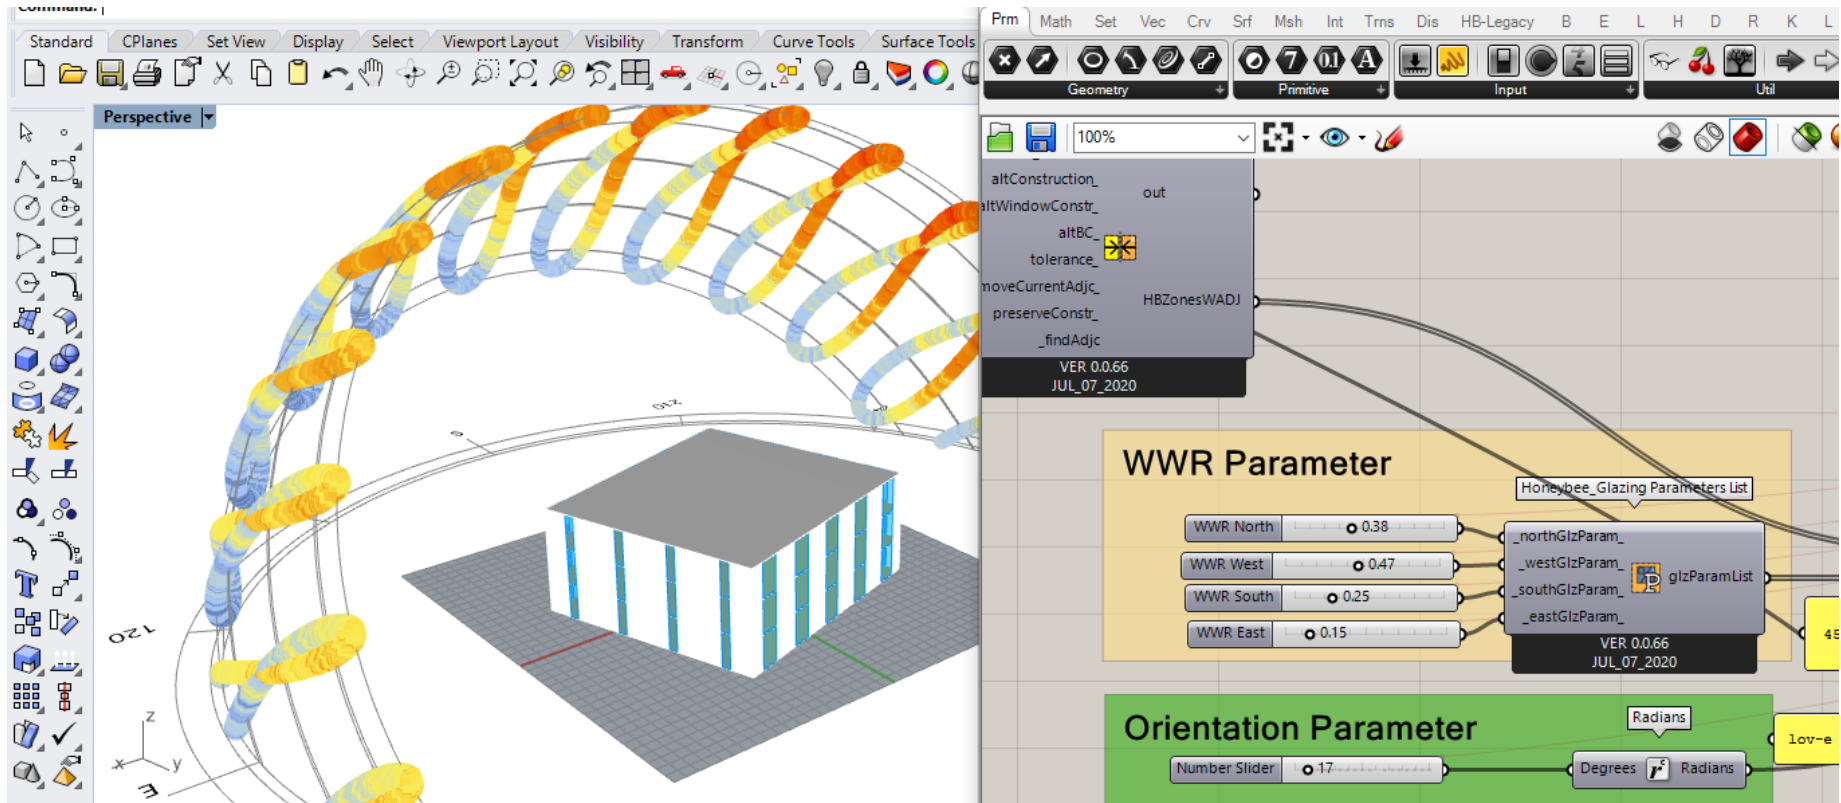 Command:
Standard CPlanes Set View Display Select Viewport Layout Visibility Transform Curve Tools Surface Tools
Perspective
210
120
E
z
x y
Prm Math Set Vec Crv Srf Msh Int Trns Dis HB-Legacy B E L H D R K L
Geometry Primitive Input Util
100%
altConstruction_
altWindowConstr_
altBC_
tolerance_
moveCurrentAdjc_
preserveConstr_
_findAdjc
out
HBZonesWADJ
VER 0.0.66
JUL_07_2020
WWR Parameter
Honeybee_Glazing Parameters List
WWR North 0.38
WWR West 0.47
WWR South 0.25
WWR East 0.15
_northGlzParam_
_westGlzParam_
_southGlzParam_
_eastGlzParam_
glzParamList
VER 0.0.66
JUL_07_2020
45
Orientation Parameter
Radians
Number Slider 17
Degrees Radians
lov-e